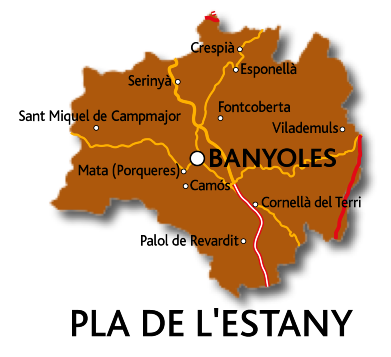 Crespià
Esponellà
Serinyà
Fontcoberta
Sant Miquel de Campmajor
Vilademuls
BANYOLES
Mata (Porqueres)
Camós
Cornellà del Terri
Palol de Revardit
PLA DE L'ESTANY